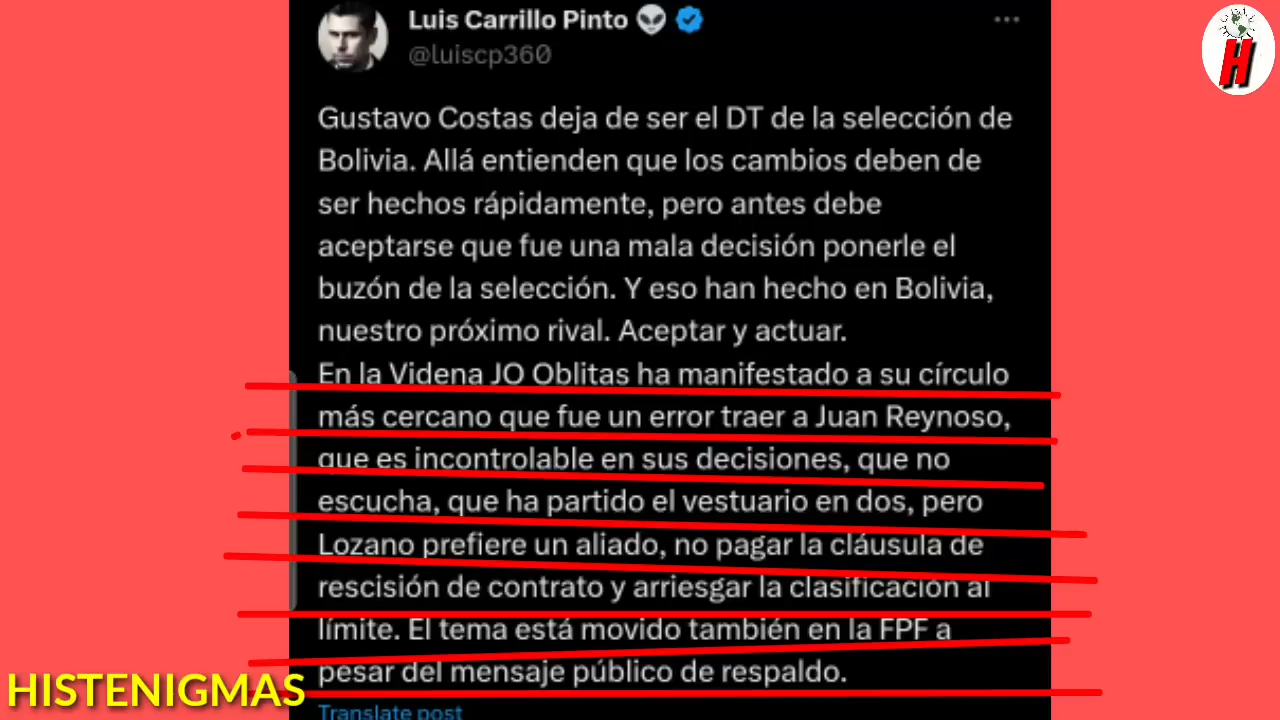 Luis Carrillo Pinto
@luiscp360
H
Gustavo Costas deja de ser el DT de la selección de
Bolivia. Allá entienden que los cambios deben de
ser hechos rápidamente, pero antes debe
aceptarse que fue una mala decisión ponerle el
buzón de la selección. Y eso han hecho en Bolivia,
nuestro próximo rival. Aceptar y actuar.
En la Videna JO Oblitas ha manifestado a su círculo
más cercano que fue un error traer a Juan Reynoso,
que es incontrolable en sus decisiones, que no
escucha, que ha partido el vestuario en dos, pero
Lozano prefiere un aliado, no pagar la cláusula de
rescisión de contrato y arriesgar la clasificación al
límite. El tema está movido también en la FPF a
pesar del mensaje público de respaldo.
Translate post
HISTENIGMAS